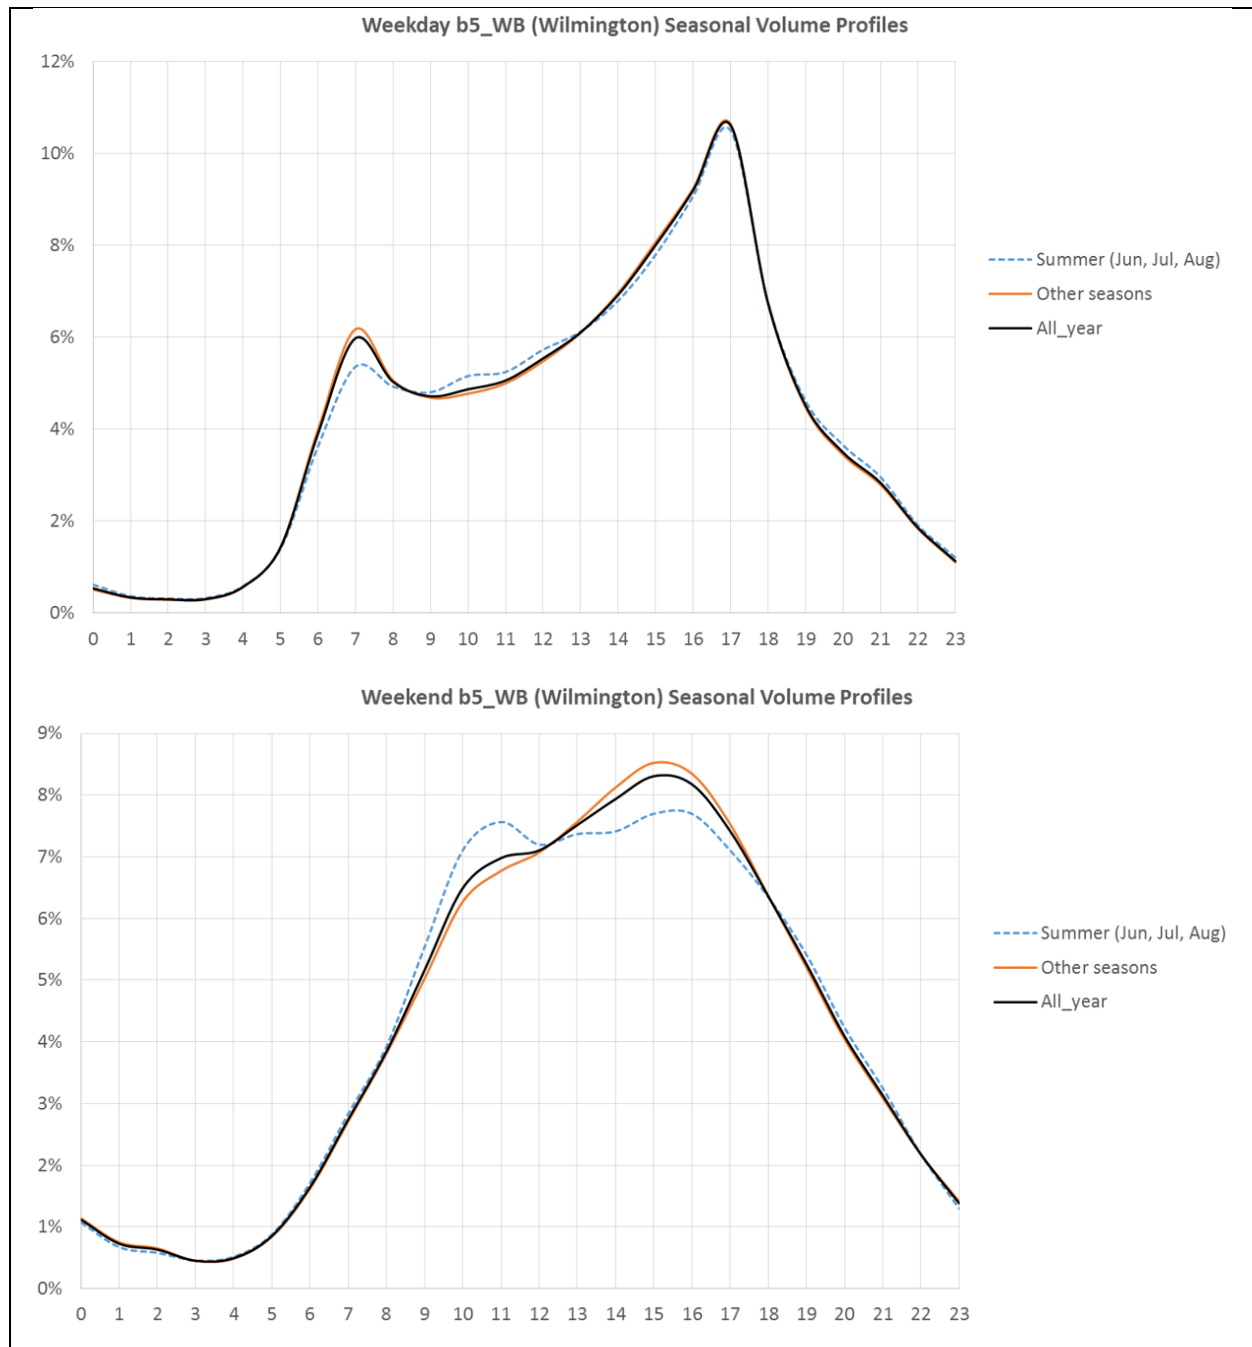 Weekday b5_WB (Wilmington) Seasonal Volume Profiles
12%
10%
8%
6%
4%
2%
0%
0 1 2 3 4 5 6 7 8 9 10 11 12 13 14 15 16 17 18 19 20 21 22 23
Summer (Jun, Jul, Aug)
Other seasons
All_year
Weekend b5_WB (Wilmington) Seasonal Volume Profiles
9%
8%
7%
6%
5%
4%
3%
2%
1%
0%
0 1 2 3 4 5 6 7 8 9 10 11 12 13 14 15 16 17 18 19 20 21 22 23
Summer (Jun, Jul, Aug)
Other seasons
All_year